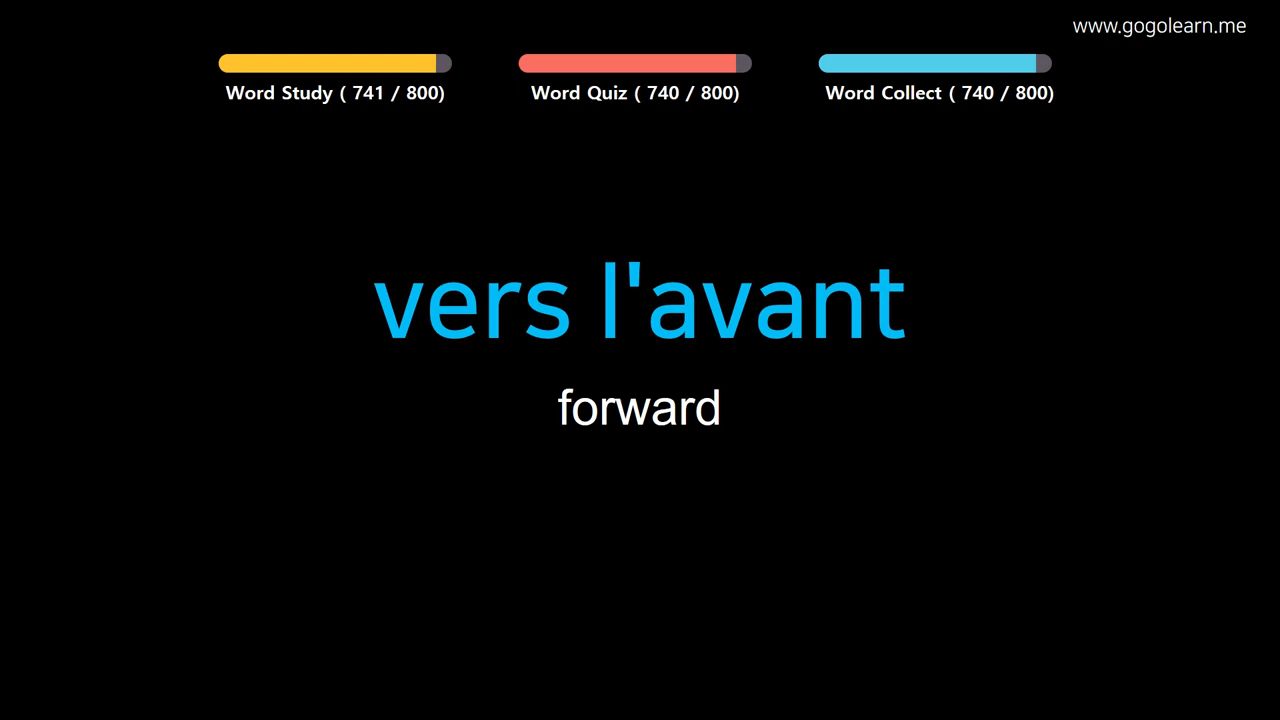 www.gogolearn.me
Word Study ( 741 / 800)
Word Quiz ( 740 / 800)
Word Collect ( 740 / 800)
vers l'avant
forward